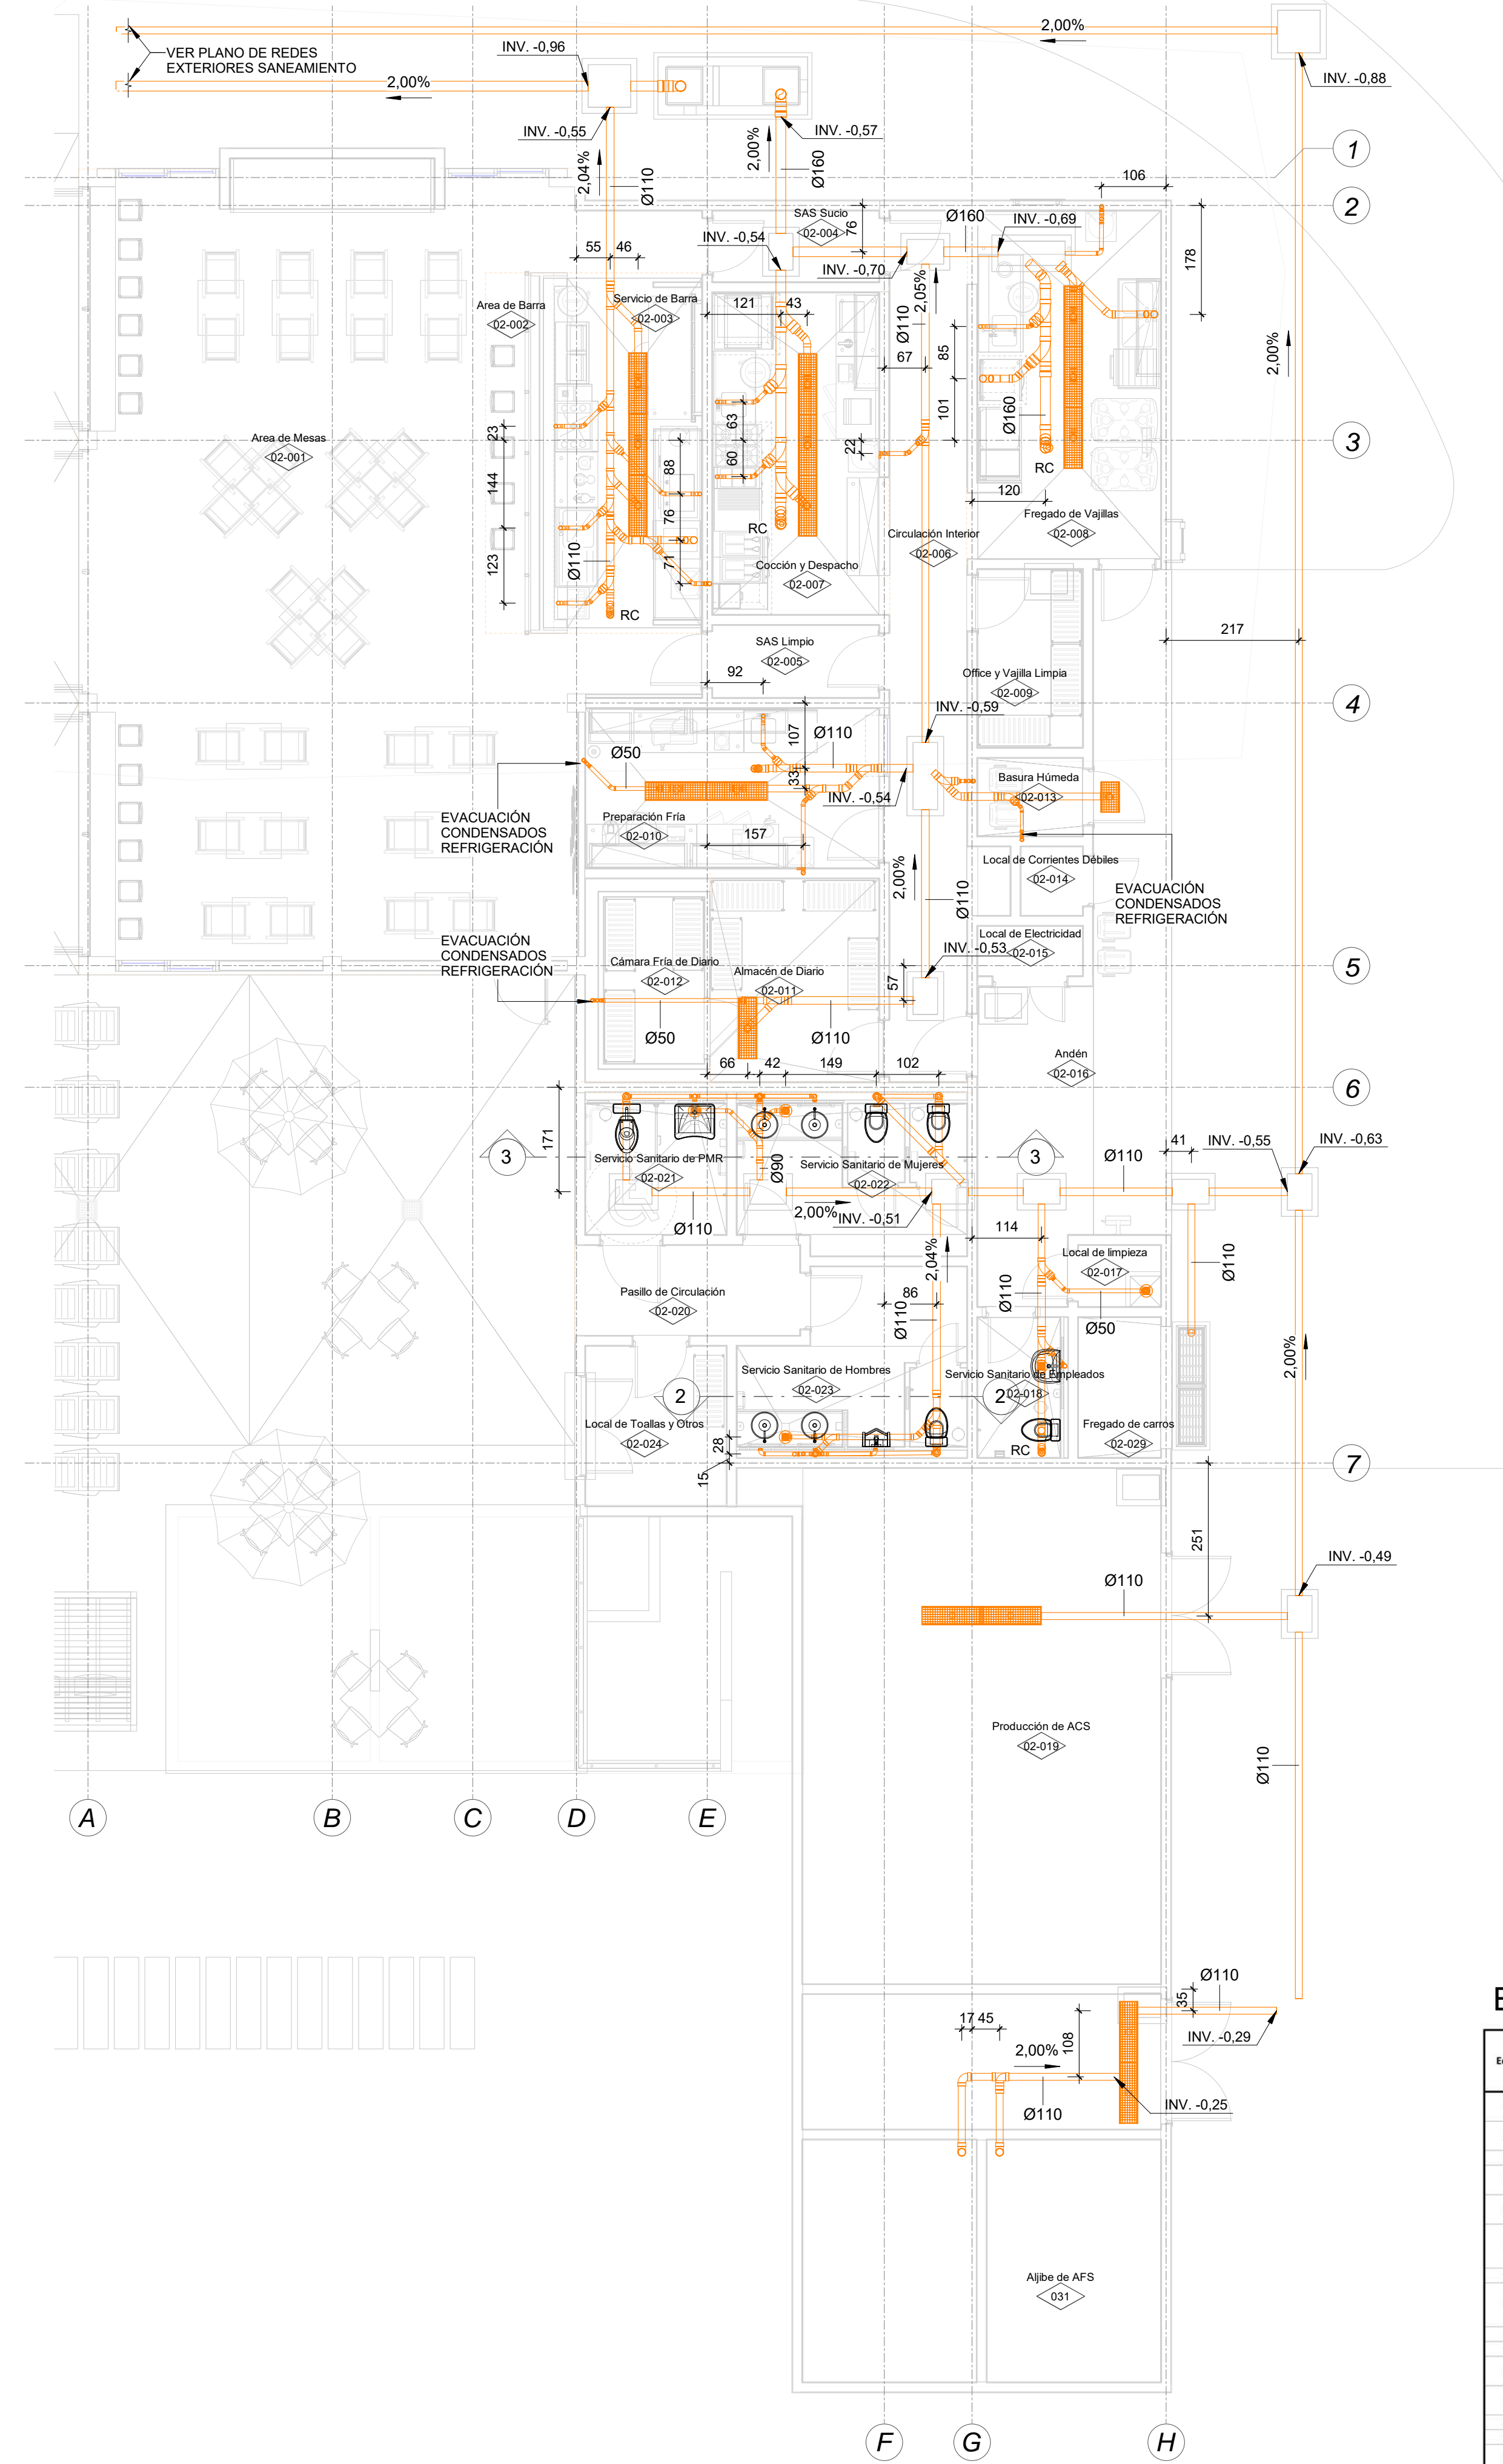 2,00%
VER PLANO DE REDES
EXTERIORES SANEAMIENTO
INV. -0,96
2,00%
INV. -0,88
INV. -0,55
INV. -0,57
2,04%
Ø110
2,00%
Ø160
1
106
2
SAS Sucio
02-004
76
Ø160
INV. -0,69
INV. -0,54
INV. -0,70
55
46
178
Area de Barra
02-002
Servicio de Barra
02-003
121
43
2,05%
Ø110
67
85
101
2,00%
Ø160
RC
120
23
144
123
88
76
71
Ø110
RC
63
60
22
RC
3
Area de Mesas
02-001
Fregado de Vajillas
02-008
Circulación Interior
02-006
Cocción y Despacho
02-007
217
SAS Limpio
02-005
92
Office y Vajilla Limpia
02-009
INV. -0,59
4
107
Ø110
Ø50
33
INV. -0,54
Basura Húmeda
02-013
EVACUACIÓN
CONDENSADOS
REFRIGERACIÓN
Preparación Fría
02-010
157
Local de Corrientes Débiles
02-014
2,00%
Ø110
EVACUACIÓN
CONDENSADOS
REFRIGERACIÓN
EVACUACIÓN
CONDENSADOS
REFRIGERACIÓN
Local de Electricidad
02-015
INV. -0,53
57
5
Cámara Fría de Diario
02-012
Almacén de Diario
02-011
Ø50
Ø110
66
42
149
102
Andén
02-016
6
171
3
3
Servicio Sanitario de PMR
02-021
Ø90
Servicio Sanitario de Mujeres
02-022
41
INV. -0,55
INV. -0,63
Ø110
Ø110
2,00%
INV. -0,51
114
2,04%
Local de limpieza
02-017
Ø110
Pasillo de Circulación
02-020
86
Ø110
Ø110
Ø50
2,00%
Servicio Sanitario de Hombres
02-023
Servicio Sanitario de Empleados
02-018
2
2
Local de Toallas y Otros
02-024
28
15
RC
Fregado de carros
02-029
7
251
INV. -0,49
Ø110
Producción de ACS
02-019
Ø110
A
B
C
D
E
Ø110
35
17
45
2,00%
108
INV. -0,29
Ø110
INV. -0,25
Aljibe de AFS
031
F
G
H